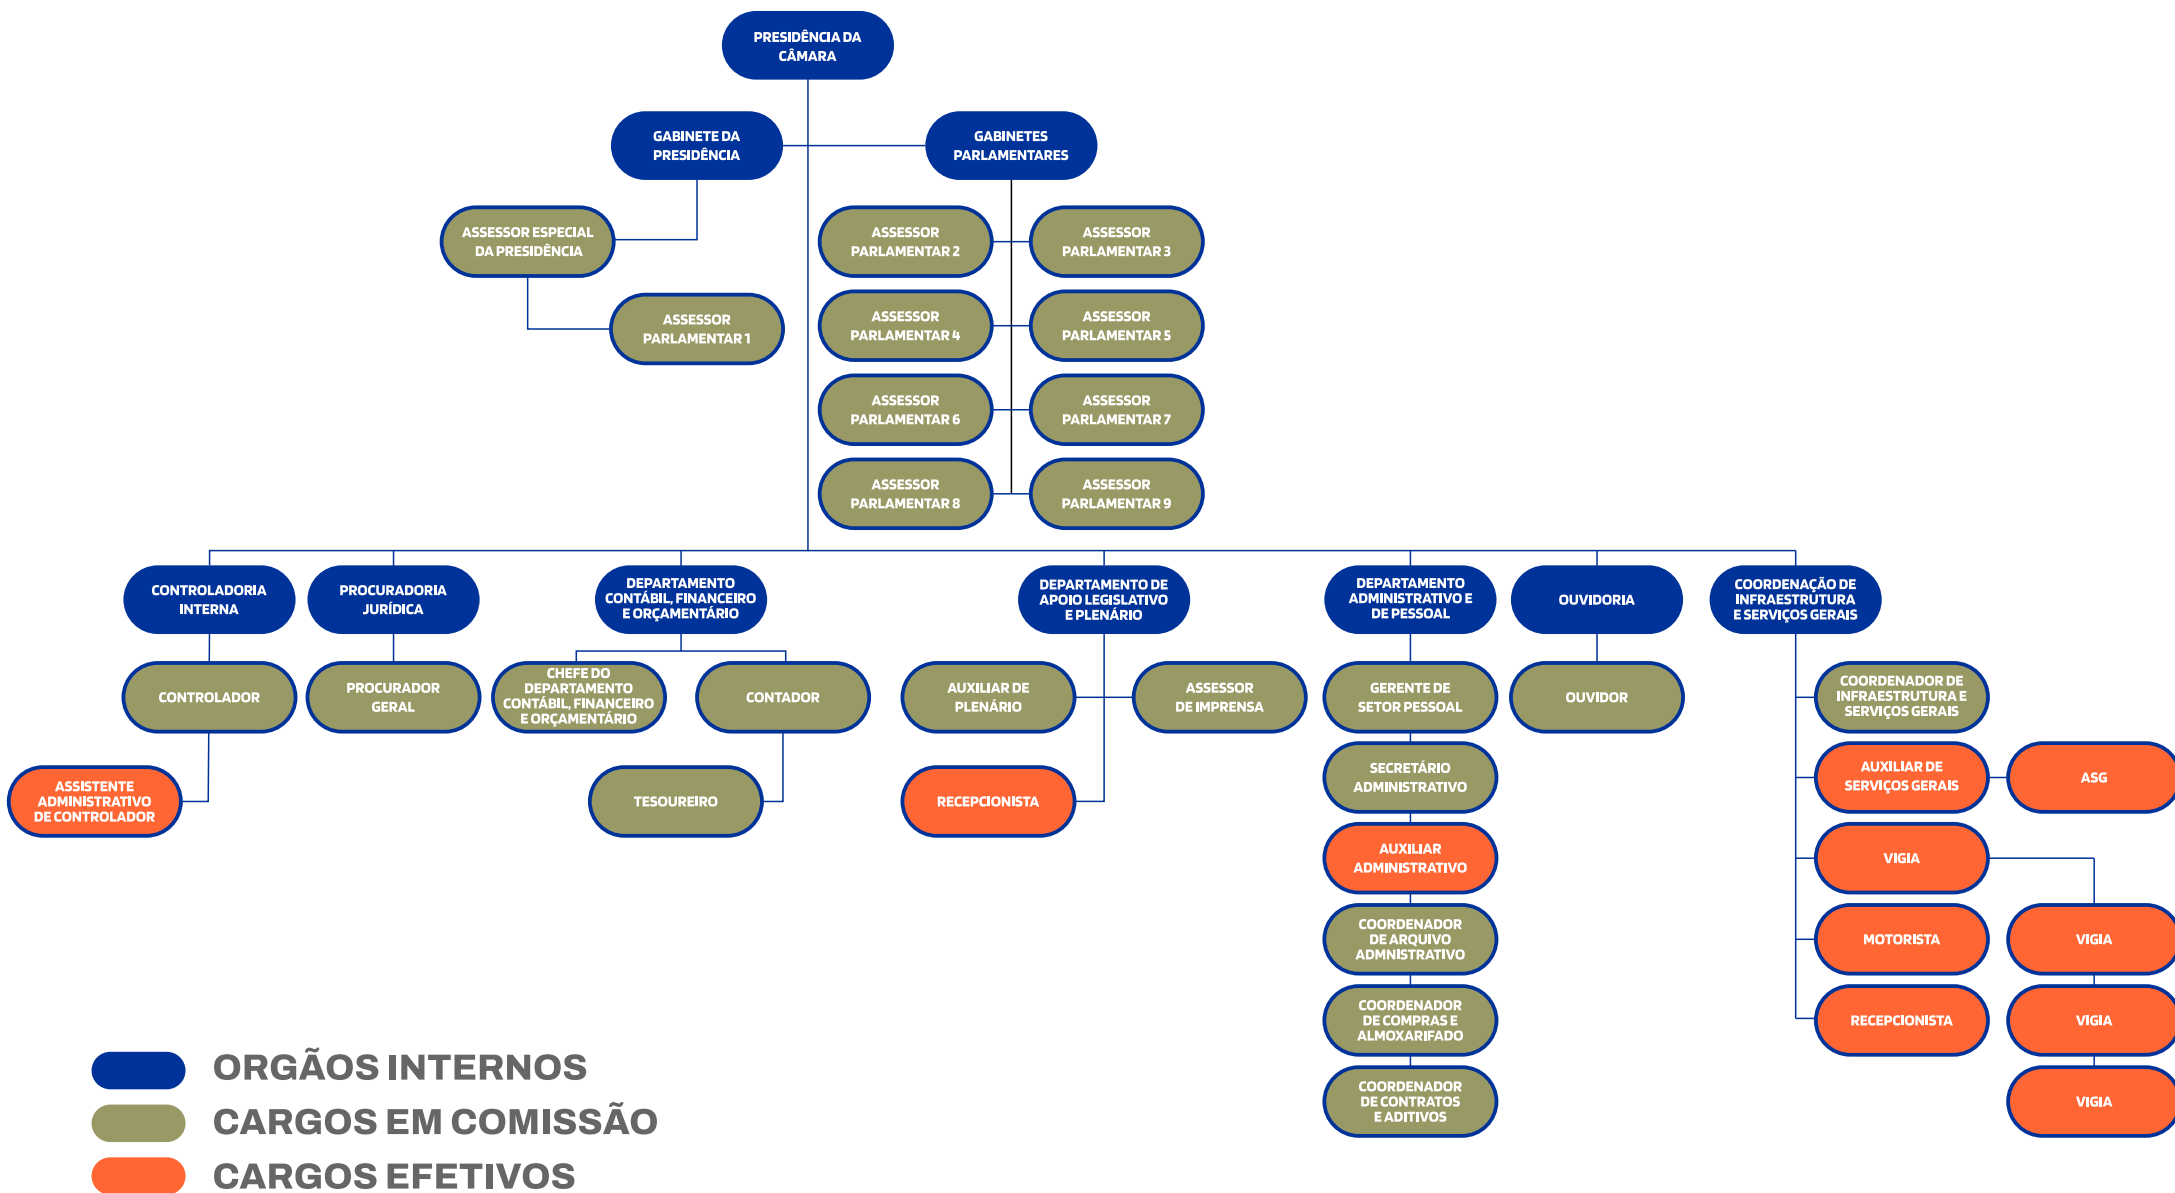 PRESIDÊNCIA DA
CÂMARA
GABINETE DA
PRESIDÊNCIA
GABINETES
PARLAMENTARES
ASSESSOR ESPECIAL
DA PRESIDÊNCIA
ASSESSOR
PARLAMENTAR 1
ASSESSOR
PARLAMENTAR 2
ASSESSOR
PARLAMENTAR 3
ASSESSOR
PARLAMENTAR 4
ASSESSOR
PARLAMENTAR 5
ASSESSOR
PARLAMENTAR 6
ASSESSOR
PARLAMENTAR 7
ASSESSOR
PARLAMENTAR 8
ASSESSOR
PARLAMENTAR 9
CONTROLADORIA
INTERNA
PROCURADORIA
JURÍDICA
DEPARTAMENTO
CONTÁBIL, FINANCEIRO
E ORÇAMENTÁRIO
DEPARTAMENTO DE
APOIO LEGISLATIVO
E PLENÁRIO
DEPARTAMENTO
ADMINISTRATIVO E
DE PESSOAL
OUVIDORIA
COORDENAÇÃO DE
INFRAESTRUTURA
E SERVIÇOS GERAIS
CONTROLADOR
PROCURADOR
GERAL
CHEFE DO
DEPARTAMENTO
CONTÁBIL, FINANCEIRO
E ORÇAMENTÁRIO
CONTADOR
AUXILIAR DE
PLENÁRIO
ASSESSOR
DE IMPRENSA
GERENTE DE
SETOR PESSOAL
OUVIDOR
COORDENADOR DE
INFRAESTRUTURA E
SERVIÇOS GERAIS
ASSISTENTE
ADMINISTRATIVO
DE CONTROLADOR
TESOUREIRO
RECEPCIONISTA
SECRETÁRIO
ADMINISTRATIVO
AUXILIAR DE
SERVIÇOS GERAIS
ASG
AUXILIAR
ADMINISTRATIVO
VIGIA
COORDENADOR
DE ARQUIVO
ADMNISTRATIVO
MOTORISTA
VIGIA
COORDENADOR
DE COMPRAS E
ALMOXARIFADO
RECEPCIONISTA
VIGIA
COORDENADOR
DE CONTRATOS
E ADITIVOS
VIGIA
ORGÃOS INTERNOS
CARGOS EM COMISSÃO
CARGOS EFETIVOS